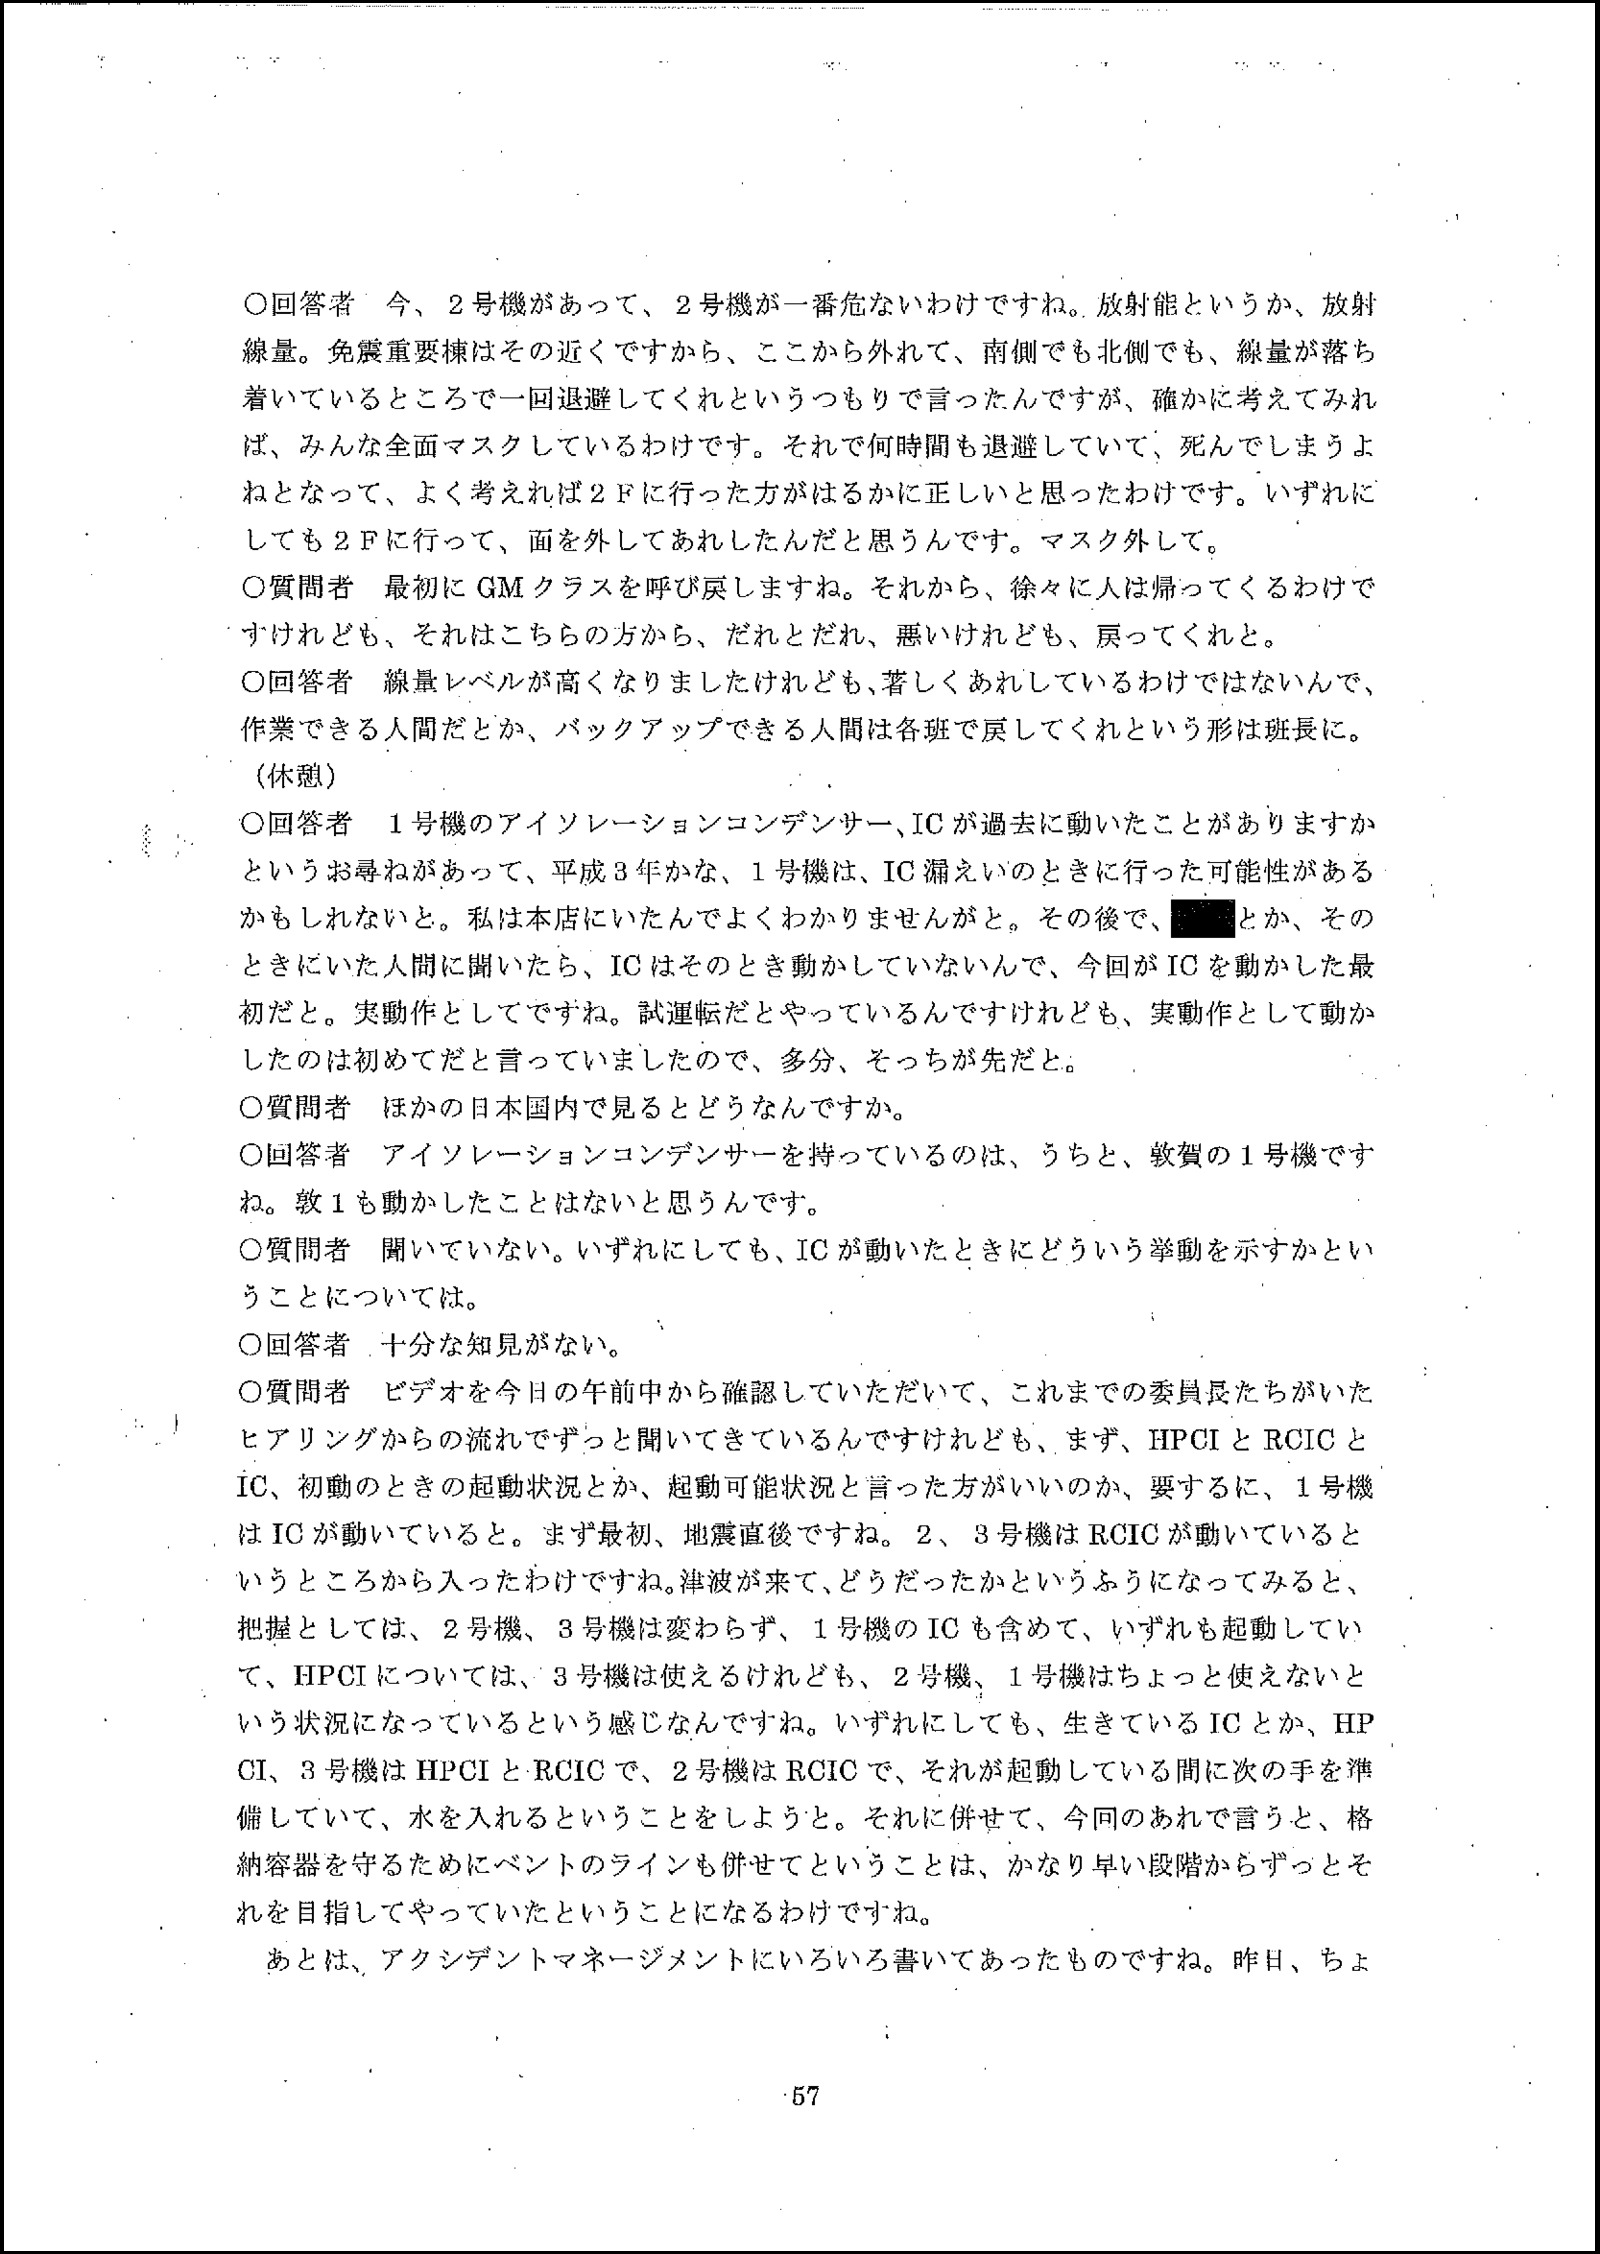 ○回答者　今、２号機があって、２号機が一番危ないわけですね。放射能というか、放射
線量。免震重要棟はその近くですから、ここから外れて、南側でも北側でも、線量が落ち
着いているところで一回退避してくれというつもりで言ったんですが、確かに考えてみれ
ば、みんな全面マスクしているわけです。それで何時間も退避していて、死んでしまうよ
ねとなって、よく考えれば２Ｆに行った方がはるかに正しいと思ったわけです。いずれに
しても２Ｆに行って、面を外してあれしたんだと思うんです。マスク外して。
○質問者　最初に GM クラスを呼び戻しますね。それから、徐々に人は帰ってくるわけで
すけれども、それはこちらの方から、だれとだれ、悪いけれども、戻ってくれと。
○回答者　線量レベルが高くなりましたけれども、著しくあれしているわけではないんで、
作業できる人間だとか、バックアップできる人間は各班で戻してくれという形は班長に。
（休憩）
○回答者　１号機のアイソレーションコンデンサー、IC が過去に動いたことがありますか
というお尋ねがあって、平成３年かな、１号機は、IC 漏えいのときに行った可能性がある
かもしれないと。私は本店にいたんでよくわかりませんがと。その後で、とか、その
ときにいた人間に聞いたら、IC はそのとき動かしていないんで、今回が IC を動かした最
初だと。実動作としてですね。試運転だとやっているんですけれども、実動作として動か
したのは初めてだと言っていましたので、多分、そっちが先だと。
○質問者　ほかの日本国内で見るとどうなんですか。
○回答者　アイソレーションコンデンサーを持っているのは、うちと、敦賀の１号機です
ね。敦１も動かしたことはないと思うんです。
○質問者　聞いていない。いずれにしても、IC が動いたときにどういう挙動を示すかとい
うことについては。
○回答者　十分な知見がない。
○質問者　ビデオを今日の午前中から確認していただいて、これまでの委員長たちがいた
ヒアリングからの流れでずっと聞いてきているんですけれども、まず、HPCI と RCIC と
IC、初動のときの起動状況とか、起動可能状況と言った方がいいのか、要するに、１号機
は IC が動いていると。まず最初、地震直後ですね。２、３号機は RCIC が動いていると
いうところから入ったわけですね。津波が来て、どうだったかというふうになってみると、
把握としては、２号機、３号機は変わらず、１号機の IC も含めて、いずれも起動してい
て、HPCI については、３号機は使えるけれども、２号機、１号機はちょっと使えないと
いう状況になっているという感じなんですね。いずれにしても、生きている IC とか、HP
CI、３号機は HPCI と RCIC で、２号機は RCIC で、それが起動している間に次の手を準
備していて、水を入れるということをしようと。それに併せて、今回のあれで言うと、格
納容器を守るためにベントのラインも併せてということは、かなり早い段階からずっとそ
れを目指してやっていたということになるわけですね。
　あとは、アクシデントマネージメントにいろいろ書いてあったものですね。昨日、ちょ
57